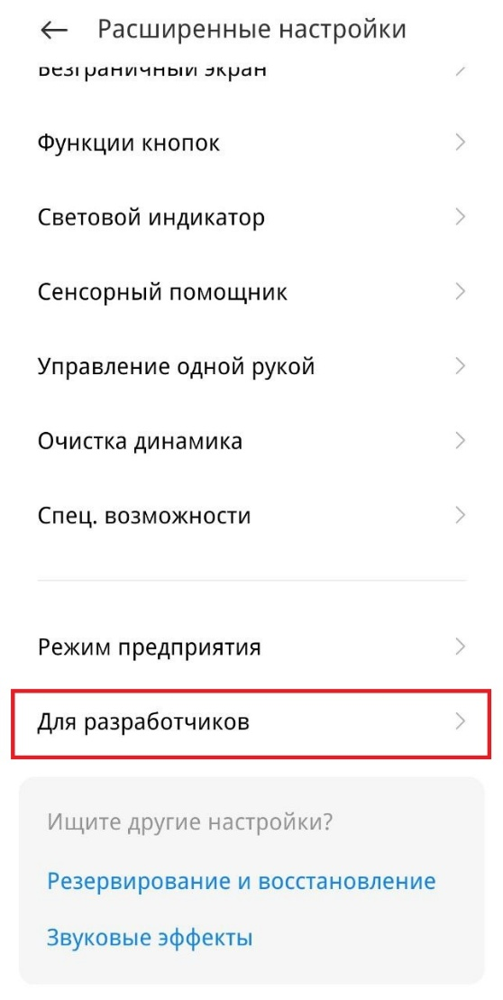 Расширенные настройки
Безграничный экран
Функции кнопок
Световой индикатор
Сенсорный помощник
Управление одной рукой
Очистка динамика
Спец. возможности
Режим предприятия
Для разработчиков
Ищите другие настройки?
Резервирование и восстановление
Звуковые эффекты